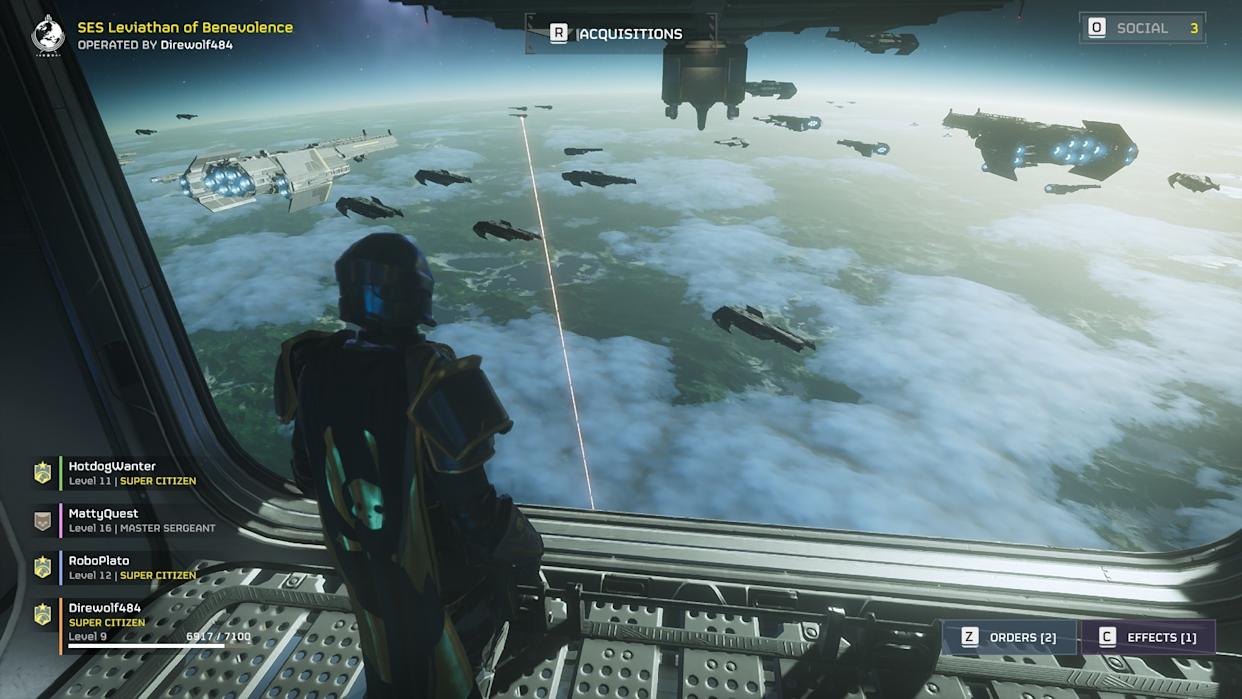 SES Leviathan of Benevolence
OPERATED BY Direwolf484
R ACQUISITIONS
O SOCIAL 3
HotdogWanter
Level 11 | SUPER CITIZEN
MattyQuest
Level 16 | MASTER SERGEANT
RoboPlato
Level 12 | SUPER CITIZEN
Direwolf484
SUPER CITIZEN
Level 9 6917 / 7100
Z ORDERS [2]
C EFFECTS [1]